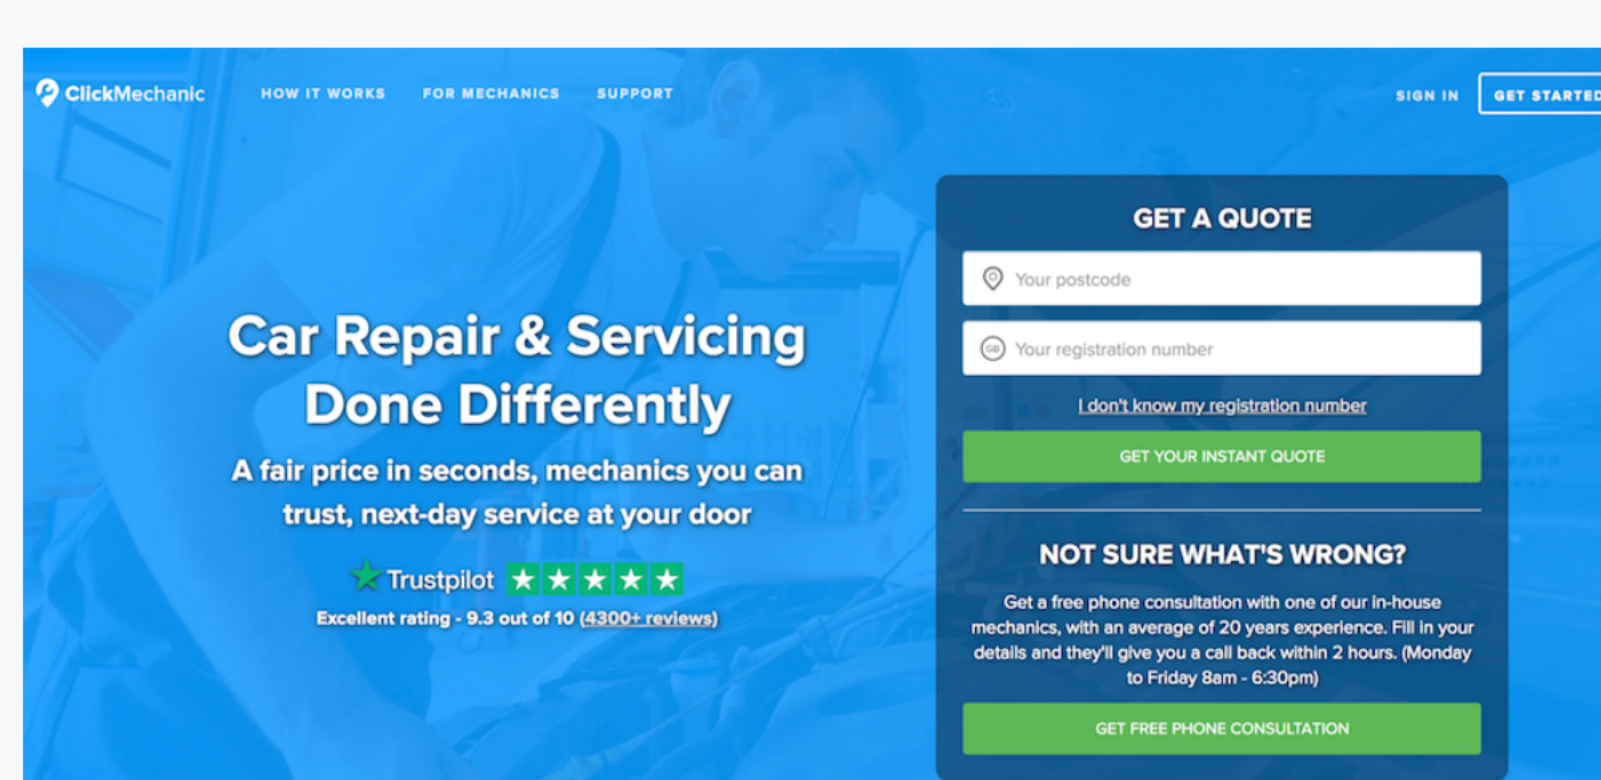 ClickMechanic
HOW IT WORKS
FOR MECHANICS
SUPPORT
SIGN IN
GET STARTED
Car Repair & Servicing
Done Differently
A fair price in seconds, mechanics you can
trust, next-day service at your door
Trustpilot
Excellent rating - 9.3 out of 10 (4300+ reviews)
GET A QUOTE
Your postcode
GB Your registration number
I don't know my registration number
GET YOUR INSTANT QUOTE
NOT SURE WHAT'S WRONG?
Get a free phone consultation with one of our in-house
mechanics, with an average of 20 years experience. Fill in your
details and they'll give you a call back within 2 hours. (Monday
to Friday 8am - 6:30pm)
GET FREE PHONE CONSULTATION